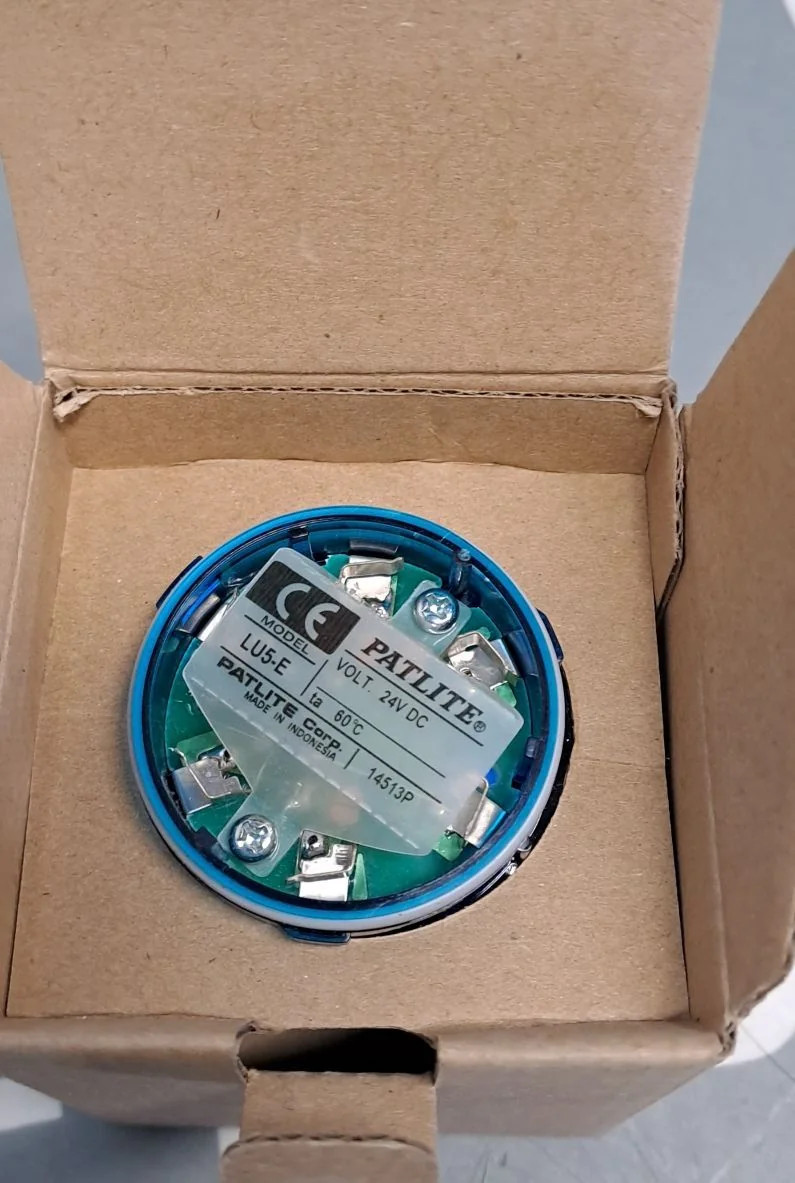 CE
PATLITE®
MODEL
LU5-E
VOLT. 24V DC
ta 60℃
PATLITE Corp.
MADE IN INDONESIA
14513P